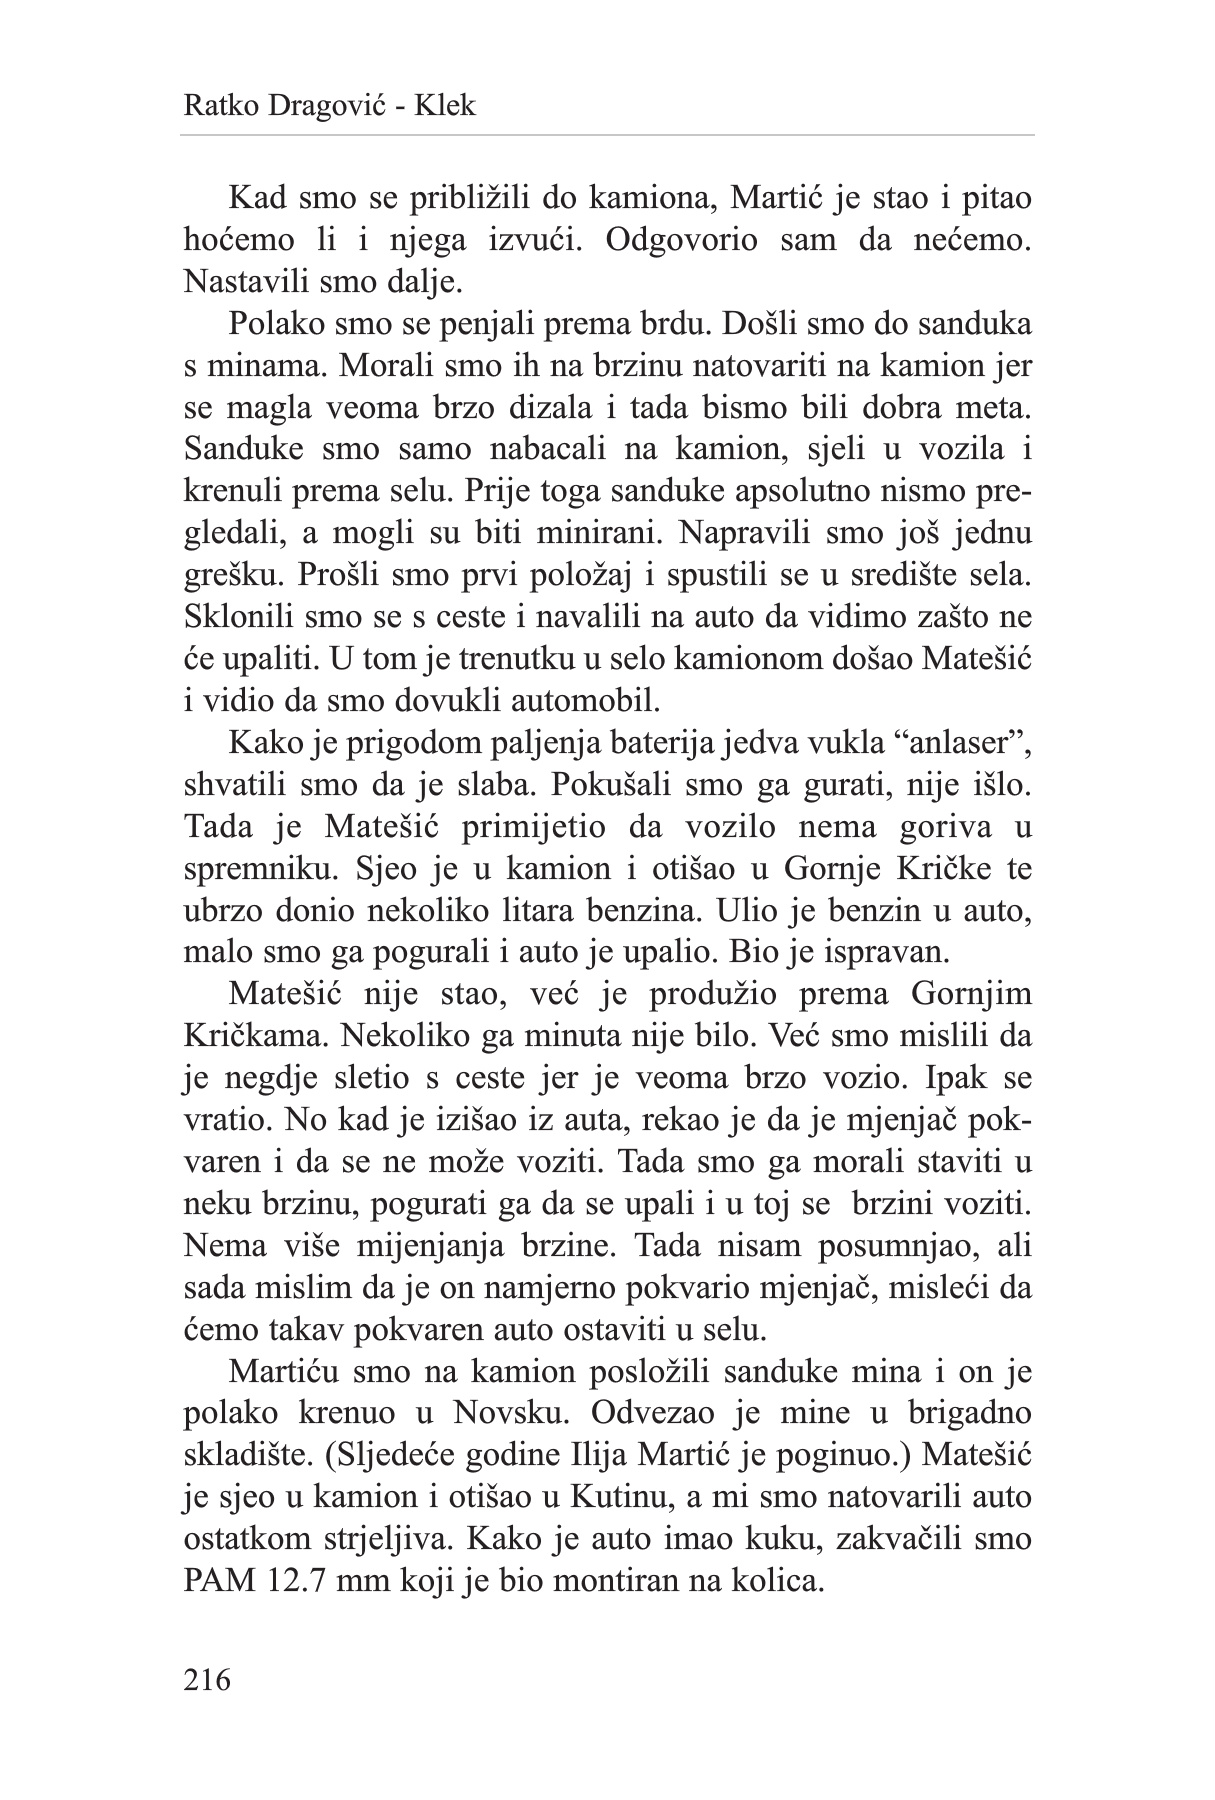 Ratko Dragović - Klek
Kad smo se približili do kamiona, Martić je stao i pitao
hoćemo li i njega izvući. Odgovorio sam da nećemo.
Nastavili smo dalje.
Polako smo se penjali prema brdu. Došli smo do sanduka
s minama. Morali smo ih na brzinu natovariti na kamion jer
se magla veoma brzo dizala i tada bismo bili dobra meta.
Sanduke smo samo nabacali na kamion, sjeli u vozila i
krenuli prema selu. Prije toga sanduke apsolutno nismo pre-
gledali, a mogli su biti minirani. Napravili smo još jednu
grešku. Prošli smo prvi položaj i spustili se u središte sela.
Sklonili smo se s ceste i navalili na auto da vidimo zašto ne
će upaliti. U tom je trenutku u selo kamionom došao Matešić
i vidio da smo dovukli automobil.
Kako je prigodom paljenja baterija jedva vukla “anlaser”,
shvatili smo da je slaba. Pokušali smo ga gurati, nije išlo.
Tada je Matešić primijetio da vozilo nema goriva u
spremniku. Sjeo je u kamion i otišao u Gornje Kričke te
ubrzo donio nekoliko litara benzina. Ulio je benzin u auto,
malo smo ga pogurali i auto je upalio. Bio je ispravan.
Matešić nije stao, već je produžio prema Gornjim
Kričkama. Nekoliko ga minuta nije bilo. Već smo mislili da
je negdje sletio s ceste jer je veoma brzo vozio. Ipak se
vratio. No kad je izišao iz auta, rekao je da je mjenjač pok-
varen i da se ne može voziti. Tada smo ga morali staviti u
neku brzinu, pogurati ga da se upali i u toj se  brzini voziti.
Nema više mijenjanja brzine. Tada nisam posumnjao, ali
sada mislim da je on namjerno pokvario mjenjač, misleći da
ćemo takav pokvaren auto ostaviti u selu.
Martiću smo na kamion posložili sanduke mina i on je
polako krenuo u Novsku. Odvezao je mine u brigadno
skladište. (Sljedeće godine Ilija Martić je poginuo.) Matešić
je sjeo u kamion i otišao u Kutinu, a mi smo natovarili auto
ostatkom strjeljiva. Kako je auto imao kuku, zakvačili smo
PAM 12.7 mm koji je bio montiran na kolica.
216